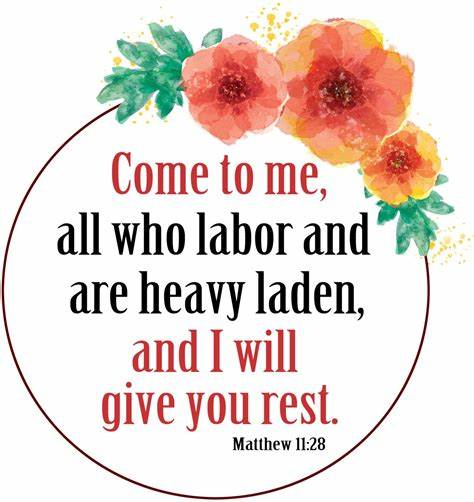 Come to me,
all who labor and
are heavy laden,
and I will
give you rest.
Matthew 11:28